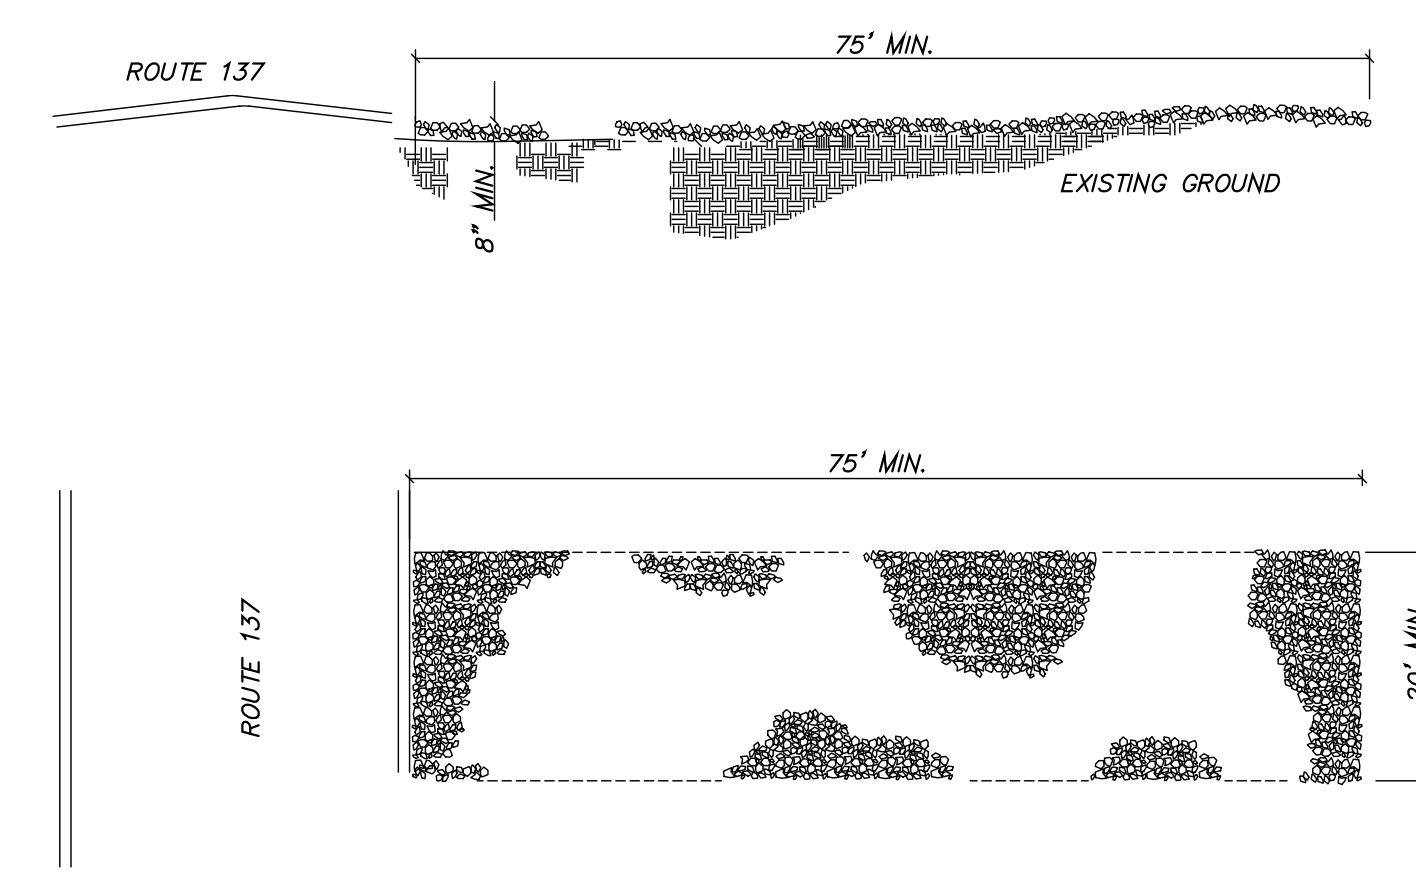 75' MIN.
ROUTE 137
8" MIN.
EXISTING GROUND
75' MIN.
ROUTE 137